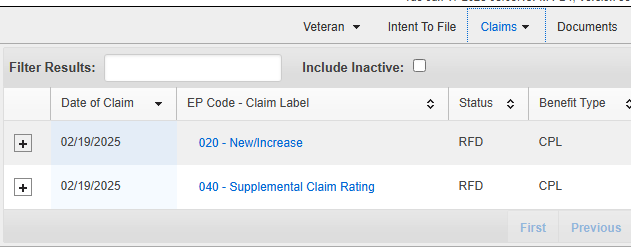 Veteran Intent To File Claims Documents
Filter Results: Include Inactive:
Date of Claim EP Code - Claim Label Status Benefit Type
02/19/2025 020 - New/Increase RFD CPL
02/19/2025 040 - Supplemental Claim Rating RFD CPL
First Previous